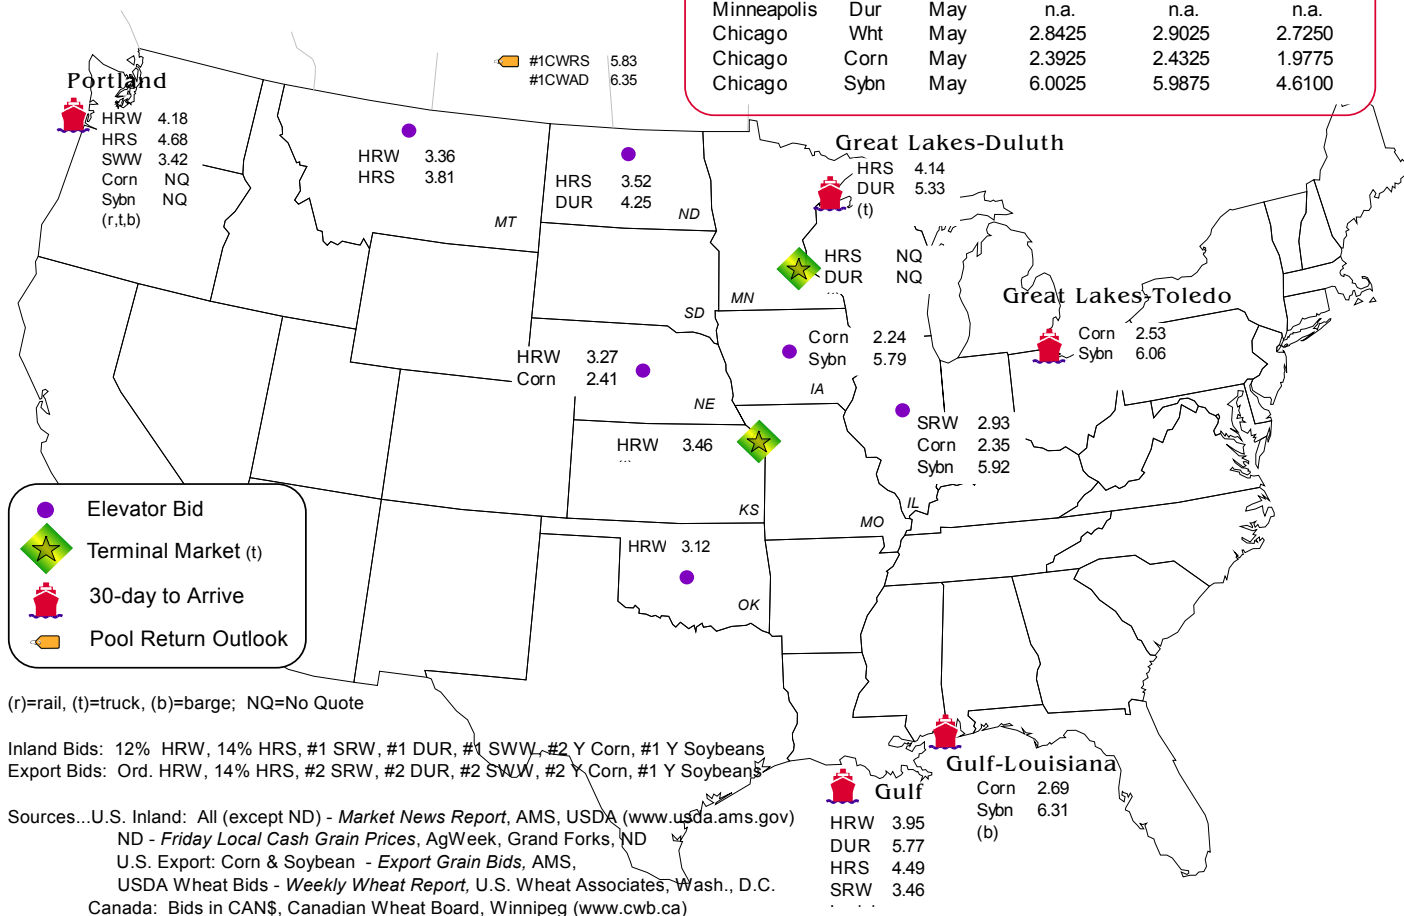 Minneapolis Dur May n.a. n.a. n.a.
Chicago Wht May 2.8425 2.9025 2.7250
Chicago Corn May 2.3925 2.4325 1.9775
Chicago Sybn May 6.0025 5.9875 4.6100
#1CWRS 5.83
#1CWAD 6.35
Portland
HRW 4.18
HRS 4.68
SWW 3.42
Corn NQ
Sybn NQ
(r,t,b)
HRW 3.36
HRS 3.81
MT
HRS 3.52
DUR 4.25
ND
Great Lakes-Duluth
HRS 4.14
DUR 5.33
(t)
HRS NQ
DUR NQ
MN
SD
Great Lakes-Toledo
Corn 2.53
Sybn 6.06
Corn 2.24
Sybn 5.79
IA
HRW 3.27
Corn 2.41
NE
SRW 2.93
Corn 2.35
Sybn 5.92
IL
HRW 3.46
KS
MO
HRW 3.12
OK
Elevator Bid
Terminal Market (t)
30-day to Arrive
Pool Return Outlook
(r)=rail, (t)=truck, (b)=barge; NQ=No Quote
Inland Bids: 12% HRW, 14% HRS, #1 SRW, #1 DUR, #1 SWW, #2 Y Corn, #1 Y Soybeans
Export Bids: Ord. HRW, 14% HRS, #2 SRW, #2 DUR, #2 SWW, #2 Y Corn, #1 Y Soybeans
Gulf-Louisiana
Corn 2.69
Sybn 6.31
(b)
Gulf
HRW 3.95
DUR 5.77
HRS 4.49
SRW 3.46
Sources...U.S. Inland: All (except ND) - Market News Report, AMS, USDA (www.usda.ams.gov)
ND - Friday Local Cash Grain Prices, AgWeek, Grand Forks, ND
U.S. Export: Corn & Soybean - Export Grain Bids, AMS,
USDA Wheat Bids - Weekly Wheat Report, U.S. Wheat Associates, Wash., D.C.
Canada: Bids in CAN$, Canadian Wheat Board, Winnipeg (www.cwb.ca)